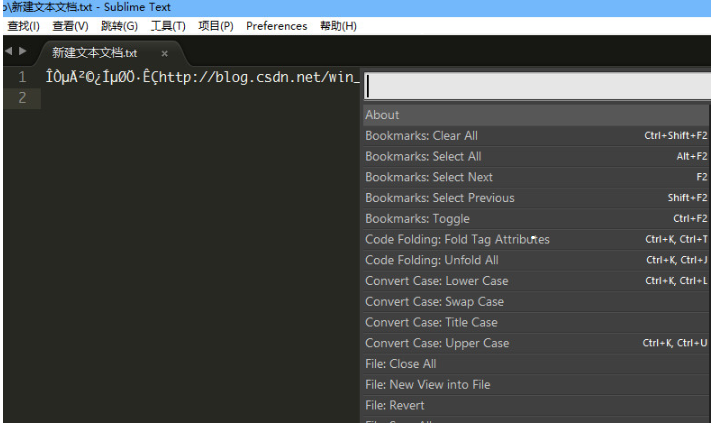 o\新建文本文档.txt - Sublime Text
查找(I) 查看(V) 跳转(G) 工具(T) 项目(P) Preferences 帮助(H)
新建文本文档.txt ×
1 ÎÒµÄ²©¿ÍµØÖ·ÊÇhttp://blog.csdn.net/win_
2
About
Bookmarks: Clear All Ctrl+Shift+F2
Bookmarks: Select All Alt+F2
Bookmarks: Select Next F2
Bookmarks: Select Previous Shift+F2
Bookmarks: Toggle Ctrl+F2
Code Folding: Fold Tag Attributes Ctrl+K, Ctrl+T
Code Folding: Unfold All Ctrl+K, Ctrl+J
Convert Case: Lower Case Ctrl+K, Ctrl+L
Convert Case: Swap Case
Convert Case: Title Case
Convert Case: Upper Case Ctrl+K, Ctrl+U
File: Close All
File: New View into File
File: Revert